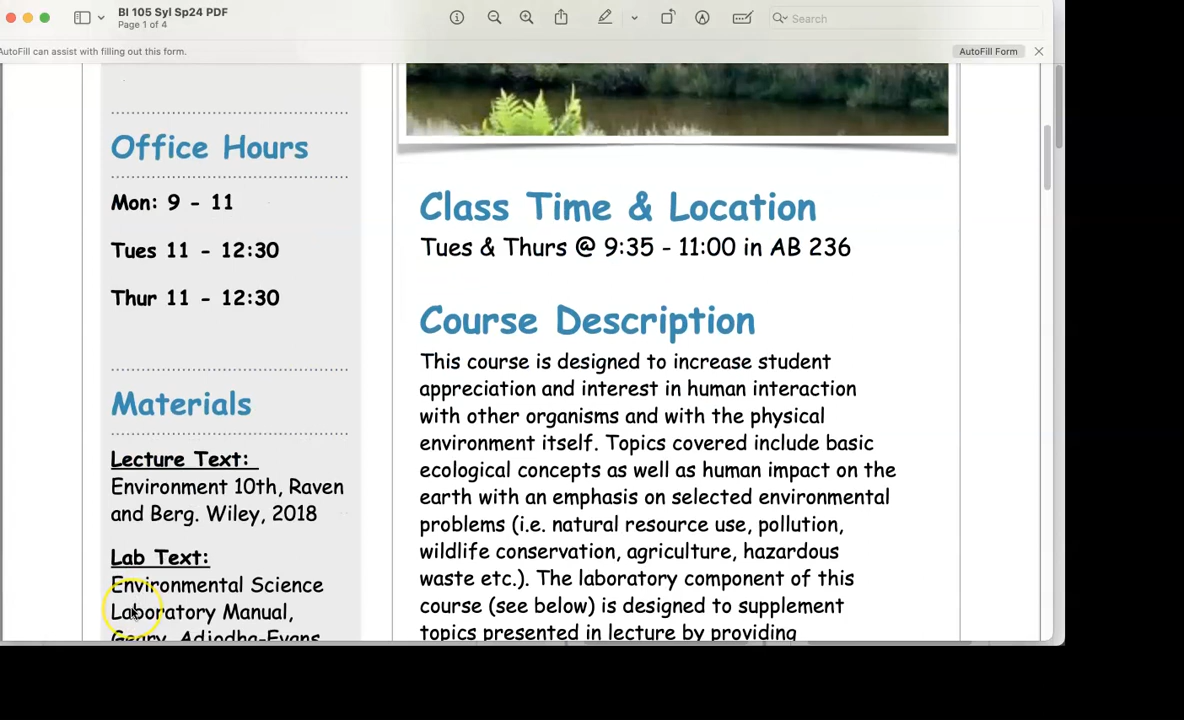 BI 105 Syl Sp24 PDF
Page 1 of 4
Search
AutoFill can assist with filling out this form.
AutoFill Form
Office Hours
Mon: 9 - 11
Tues 11 - 12:30
Thur 11 - 12:30
Materials
Lecture Text:
Environment 10th, Raven
and Berg. Wiley, 2018
Lab Text:
Environmental Science
Laboratory Manual,
Geary, Adjodha-Evans
Class Time & Location
Tues & Thurs @ 9:35 - 11:00 in AB 236
Course Description
This course is designed to increase student
appreciation and interest in human interaction
with other organisms and with the physical
environment itself. Topics covered include basic
ecological concepts as well as human impact on the
earth with an emphasis on selected environmental
problems (i.e. natural resource use, pollution,
wildlife conservation, agriculture, hazardous
waste etc.). The laboratory component of this
course (see below) is designed to supplement
topics presented in lecture by providing